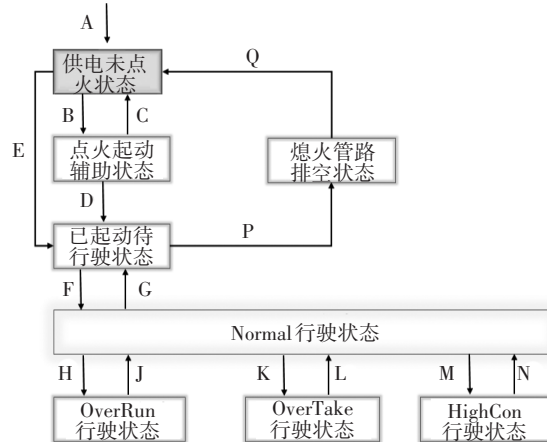 A
供电未点
火状态
Q
B
C
E
点火起动
辅助状态
熄火管路
排空状态
D
已起动待
行驶状态
P
F
G
Normal行驶状态
H
J
K
L
M
N
OverRun
行驶状态
OverTake
行驶状态
HighCon
行驶状态